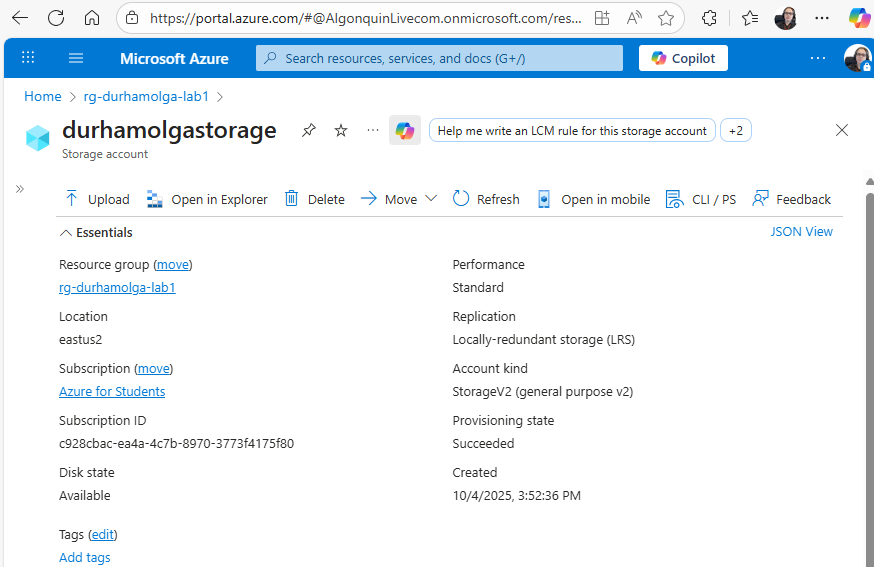 https://portal.azure.com/#@AlgonquinLivecom.onmicrosoft.com/res...
Microsoft Azure
Search resources, services, and docs (G+/)
Copilot
Home > rg-durhamolga-lab1 >
durhamolgastorage
Help me write an LCM rule for this storage account
+2
Storage account
Upload
Open in Explorer
Delete
Move
Refresh
Open in mobile
CLI / PS
Feedback
Essentials
JSON View
Resource group (move)
rg-durhamolga-lab1
Location
eastus2
Subscription (move)
Azure for Students
Subscription ID
c928cbac-ea4a-4c7b-8970-3773f4175f80
Disk state
Available
Performance
Standard
Replication
Locally-redundant storage (LRS)
Account kind
StorageV2 (general purpose v2)
Provisioning state
Succeeded
Created
10/4/2025, 3:52:36 PM
Tags (edit)
Add tags